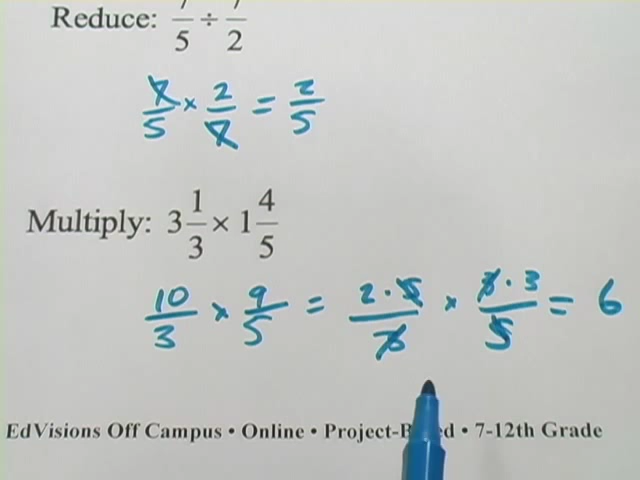 Reduce: 7/5 ÷ 7/2
7/5 × 2/7 = 2/5
Multiply: 3 1/3 × 1 4/5
10/3 × 9/5 = 2·5/3 × 3·3/5 = 6
EdVisions Off Campus • Online • Project-B ed • 7-12th Grade